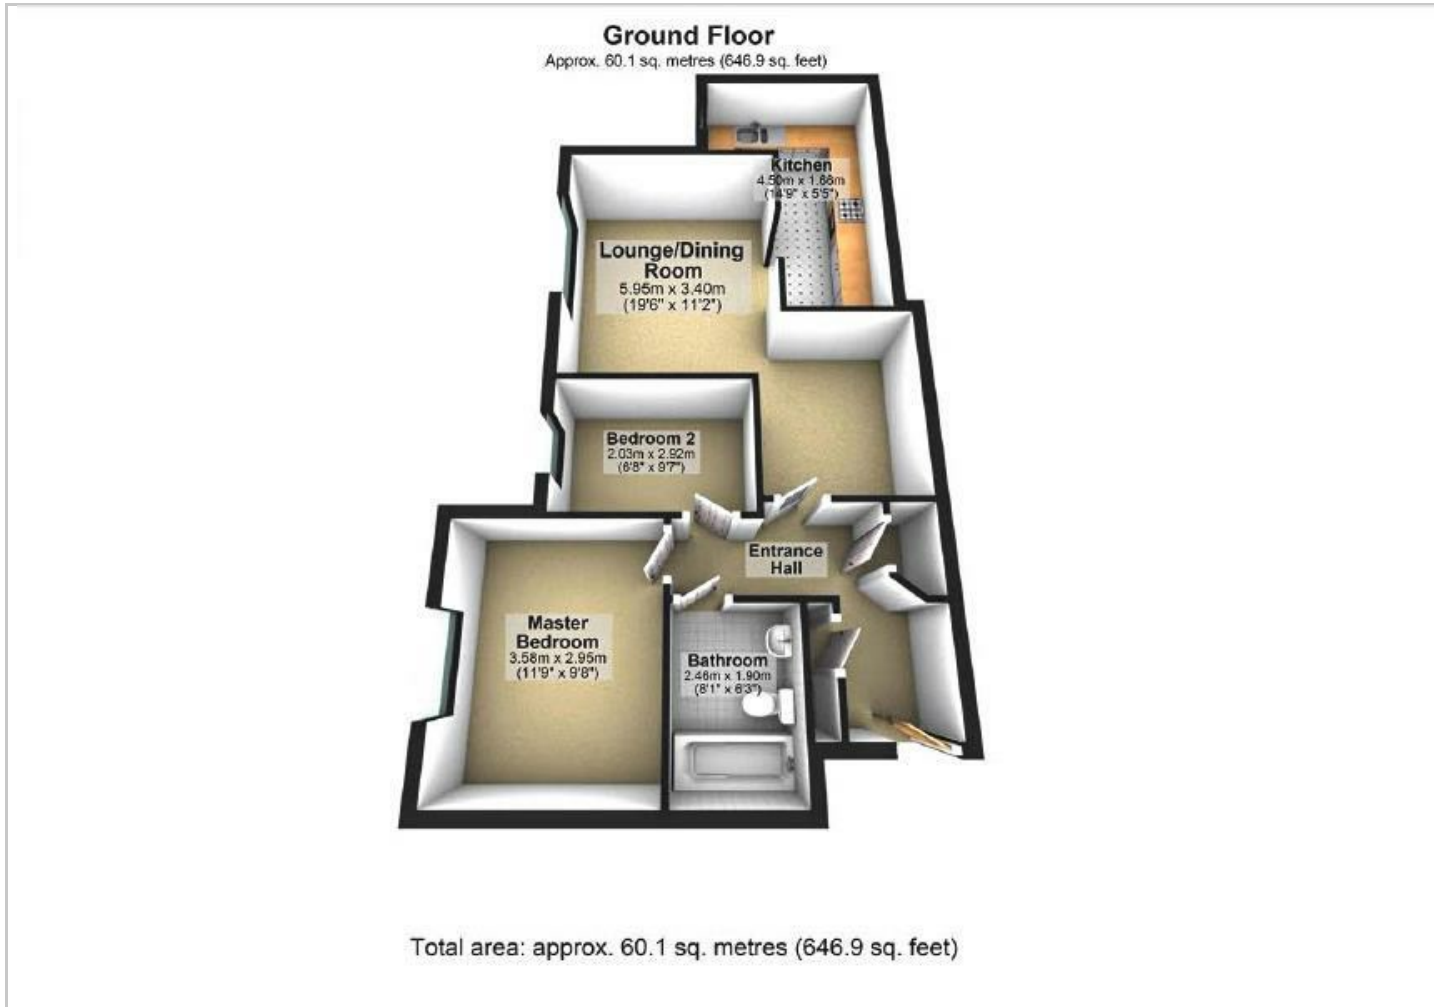 Ground Floor
Approx. 60.1 sq. metres (646.9 sq. feet)
Kitchen
4.50m x 1.66m
(14'9" x 5'5")
Lounge/Dining
Room
5.95m x 3.40m
(19'6" x 11'2")
Bedroom 2
2.03m x 2.92m
(6'8" x 9'7")
Entrance
Hall
Master
Bedroom
3.58m x 2.95m
(11'9" x 9'8")
Bathroom
2.46m x 1.90m
(8'1" x 6'3")
Total area: approx. 60.1 sq. metres (646.9 sq. feet)